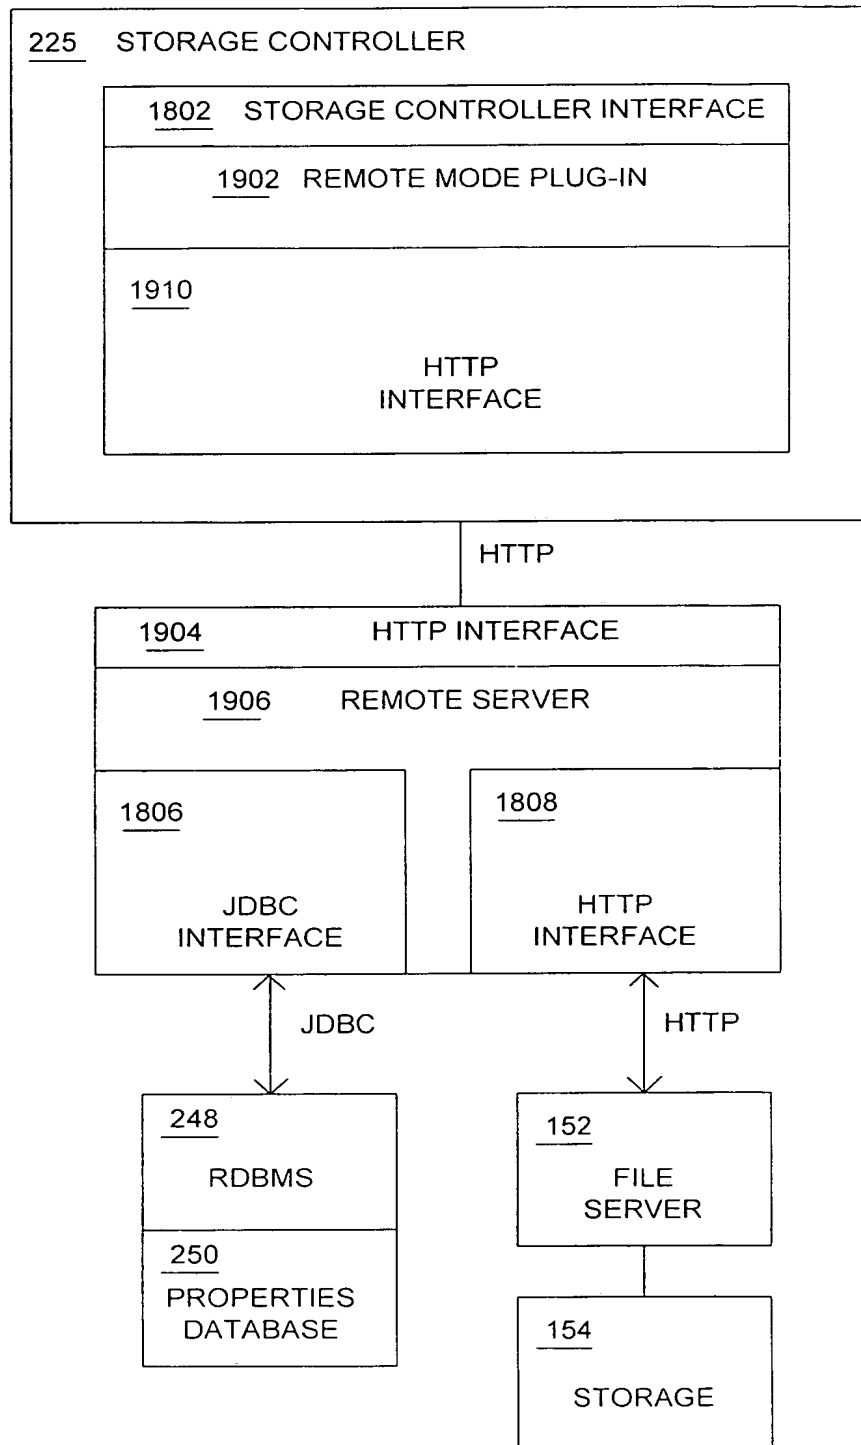 225 STORAGE CONTROLLER
1802 STORAGE CONTROLLER INTERFACE
1902 REMOTE MODE PLUG-IN
1910
HTTP
INTERFACE
HTTP
1904 HTTP INTERFACE
1906 REMOTE SERVER
1806
JDBC
INTERFACE
1808
HTTP
INTERFACE
JDBC
HTTP
248
RDBMS
250
PROPERTIES
DATABASE
152
FILE
SERVER
154
STORAGE